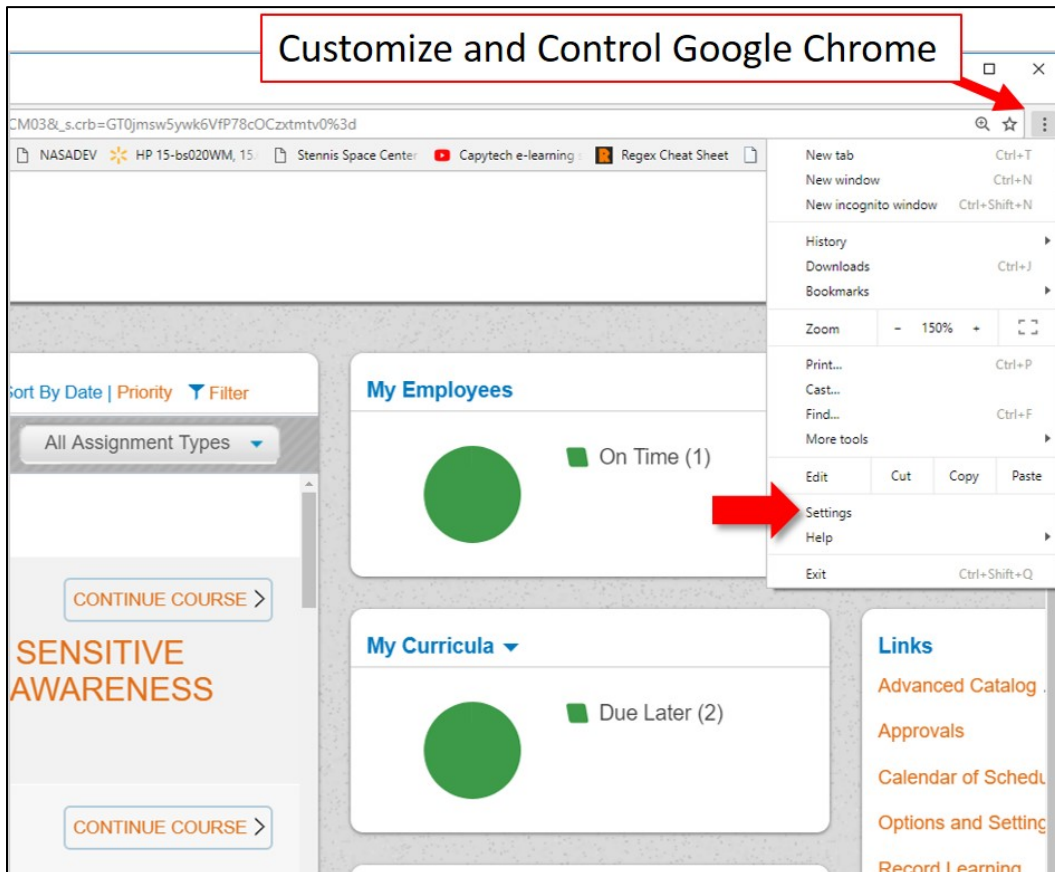 Customize and Control Google Chrome
CM03&_s.crb=GT0jmsw5ywk6VfP78cOCzxtmtv0%3d
NASADEV HP 15-bs020WM, 15. Stennis Space Center Capytech e-learning : Regex Cheat Sheet
New tab Ctrl+T
New window Ctrl+N
New incognito window Ctrl+Shift+N
History
Downloads Ctrl+J
Bookmarks
Zoom - 150% +
Print... Ctrl+P
Cast...
Find... Ctrl+F
More tools
Edit Cut Copy Paste
Settings
Help
Exit Ctrl+Shift+Q
Sort By Date | Priority Filter
All Assignment Types
CONTINUE COURSE >
SENSITIVE
AWARENESS
CONTINUE COURSE >
My Employees
On Time (1)
My Curricula
Due Later (2)
Links
Advanced Catalog .
Approvals
Calendar of Schedu
Options and Setting
Record Learning